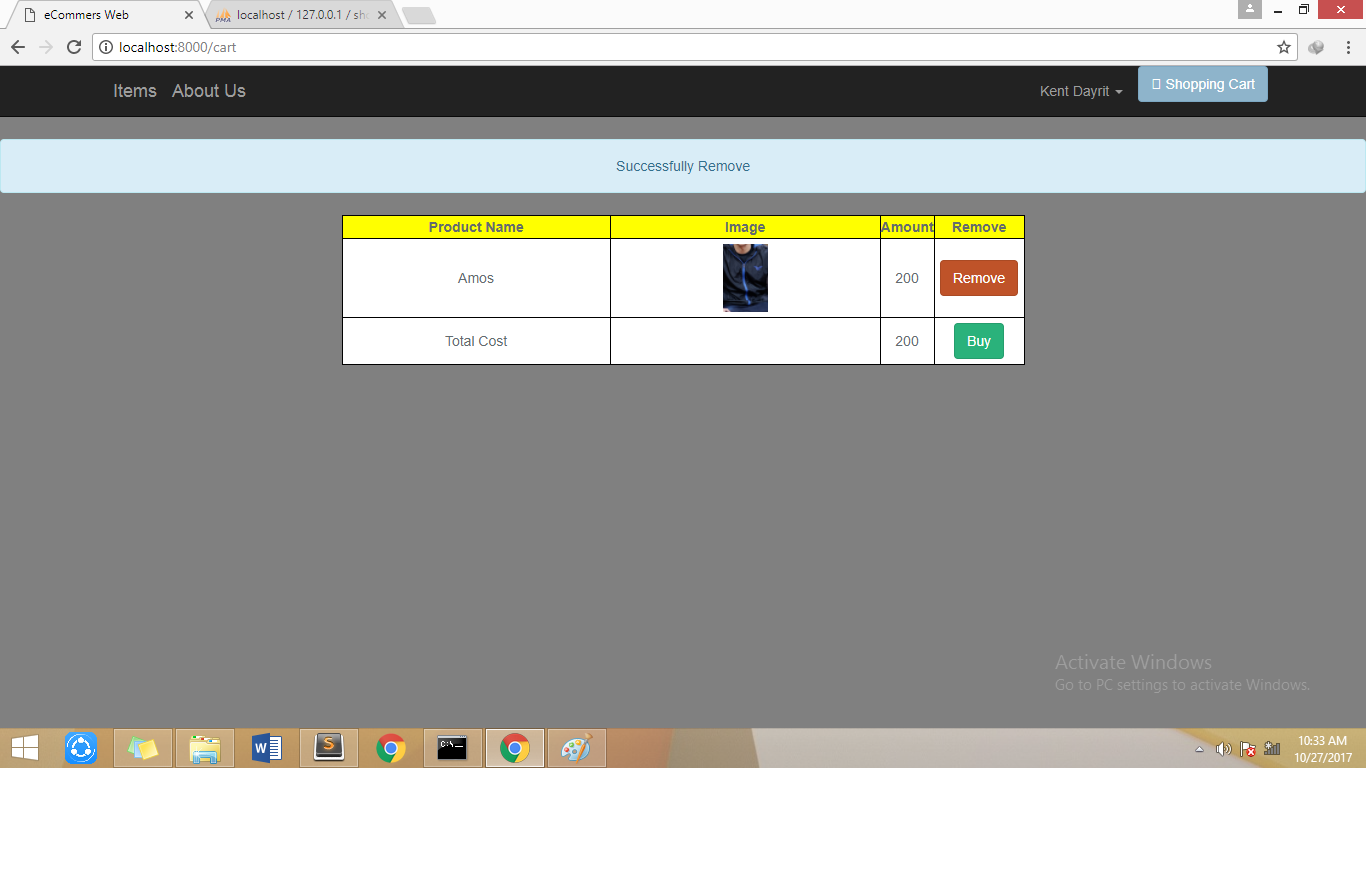 eCommers Web
localhost / 127.0.0.1 / sh
localhost:8000/cart
Items About Us Kent Dayrit Shopping Cart
Successfully Remove
Product Name Image Amount Remove
Amos 200 Remove
Total Cost 200 Buy
Activate Windows
Go to PC settings to activate Windows.
10:33 AM
10/27/2017